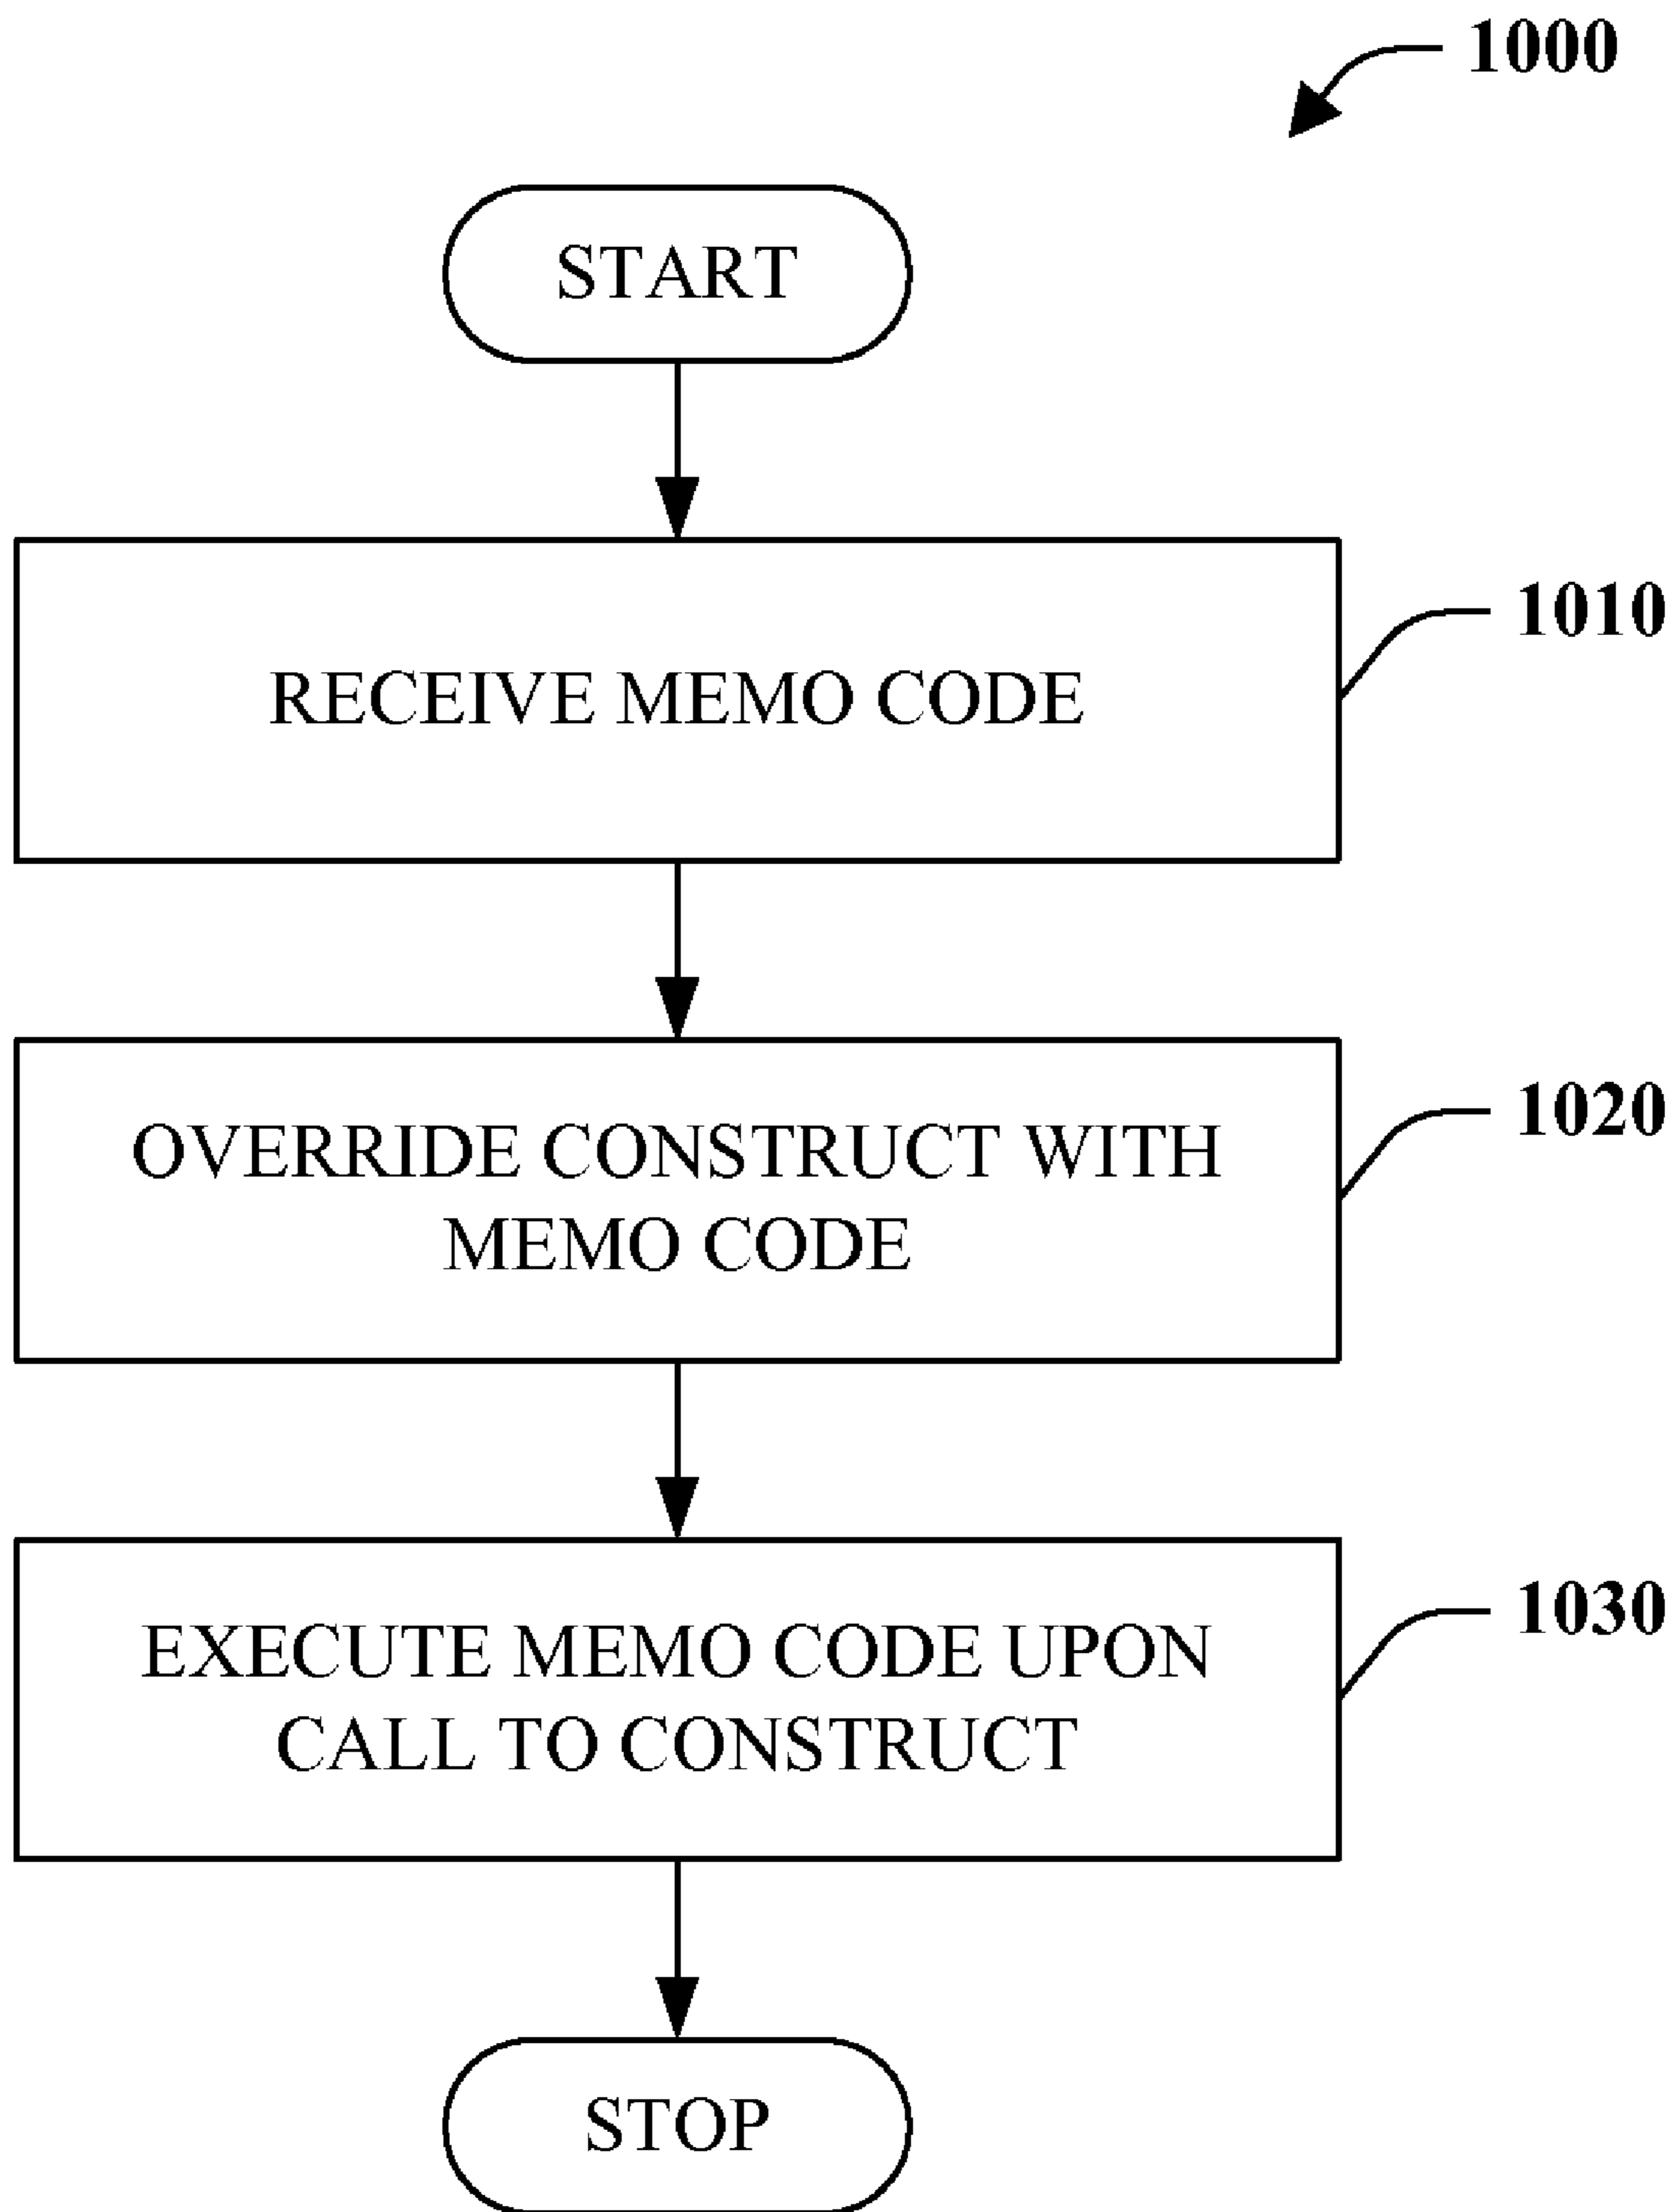 1000
START
RECEIVE MEMO CODE
1010
OVERRIDE CONSTRUCT WITH
MEMO CODE
1020
EXECUTE MEMO CODE UPON
CALL TO CONSTRUCT
1030
STOP